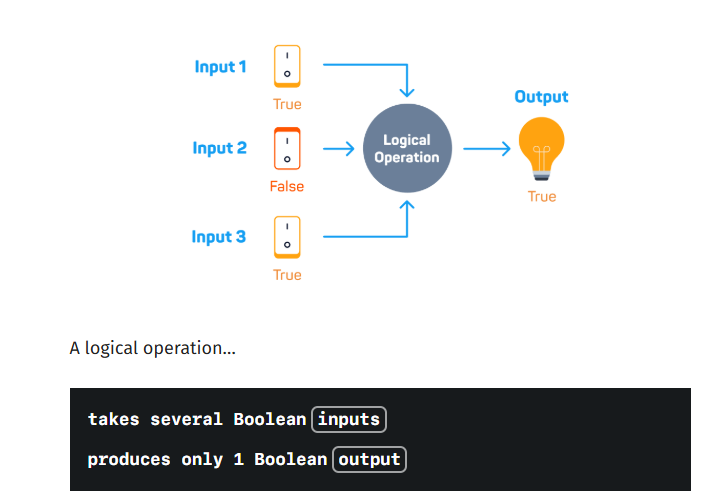 Input 1
True
Output
Input 2
Logical
Operation
False
True
Input 3
True
A logical operation...
takes several Boolean inputs
produces only 1 Boolean output